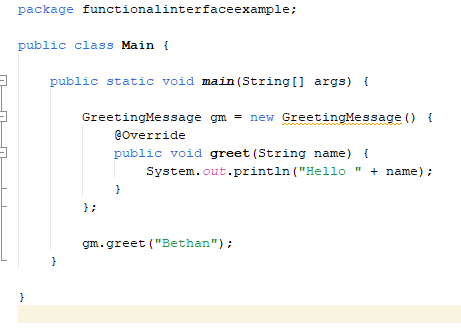 package functionalinterfaceexample;
public class Main {
public static void main(String[] args) {
GreetingMessage gm = new GreetingMessage() {
@Override
public void greet(String name) {
System.out.println("Hello " + name);
}
};
gm.greet("Bethan");
}
}